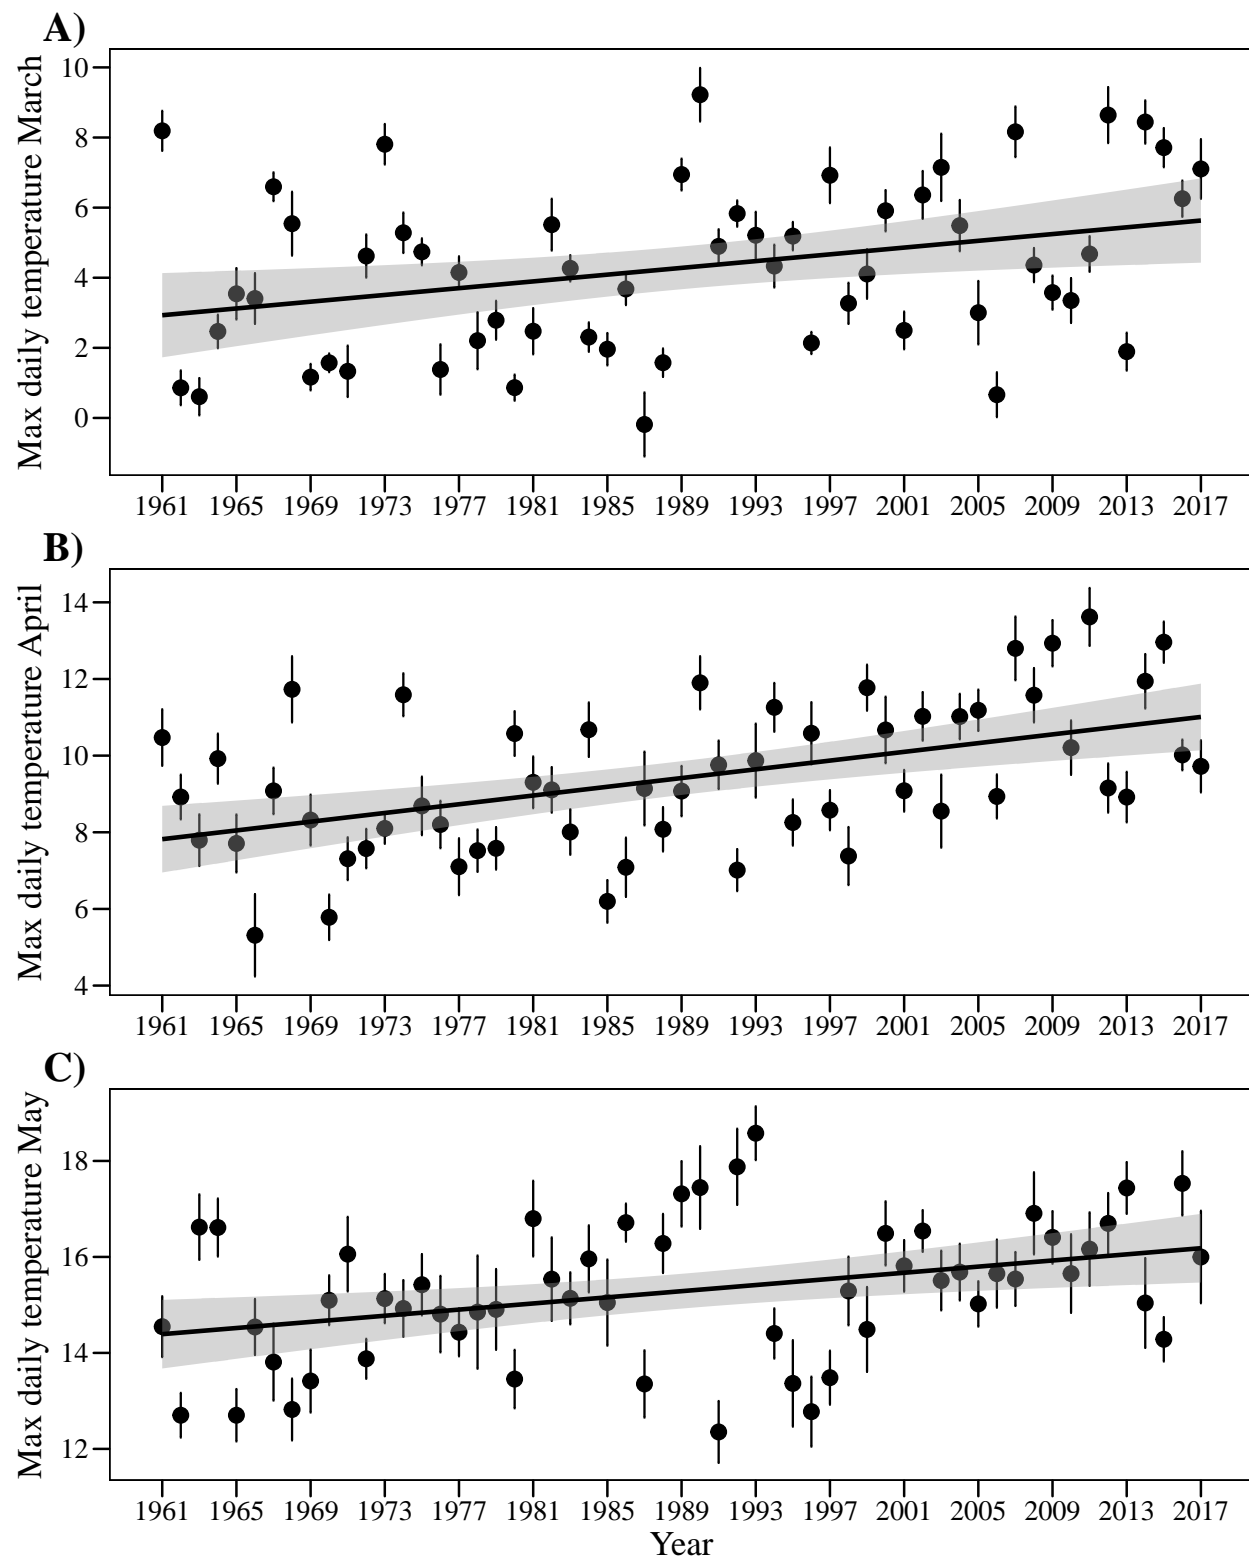 A)
Max daily temperature March
10
8
6
4
2
0
1961 1965 1969 1973 1977 1981 1985 1989 1993 1997 2001 2005 2009 2013 2017
B)
Max daily temperature April
14
12
10
8
6
4
1961 1965 1969 1973 1977 1981 1985 1989 1993 1997 2001 2005 2009 2013 2017
C)
Max daily temperature May
18
16
14
12
1961 1965 1969 1973 1977 1981 1985 1989 1993 1997 2001 2005 2009 2013 2017
Year